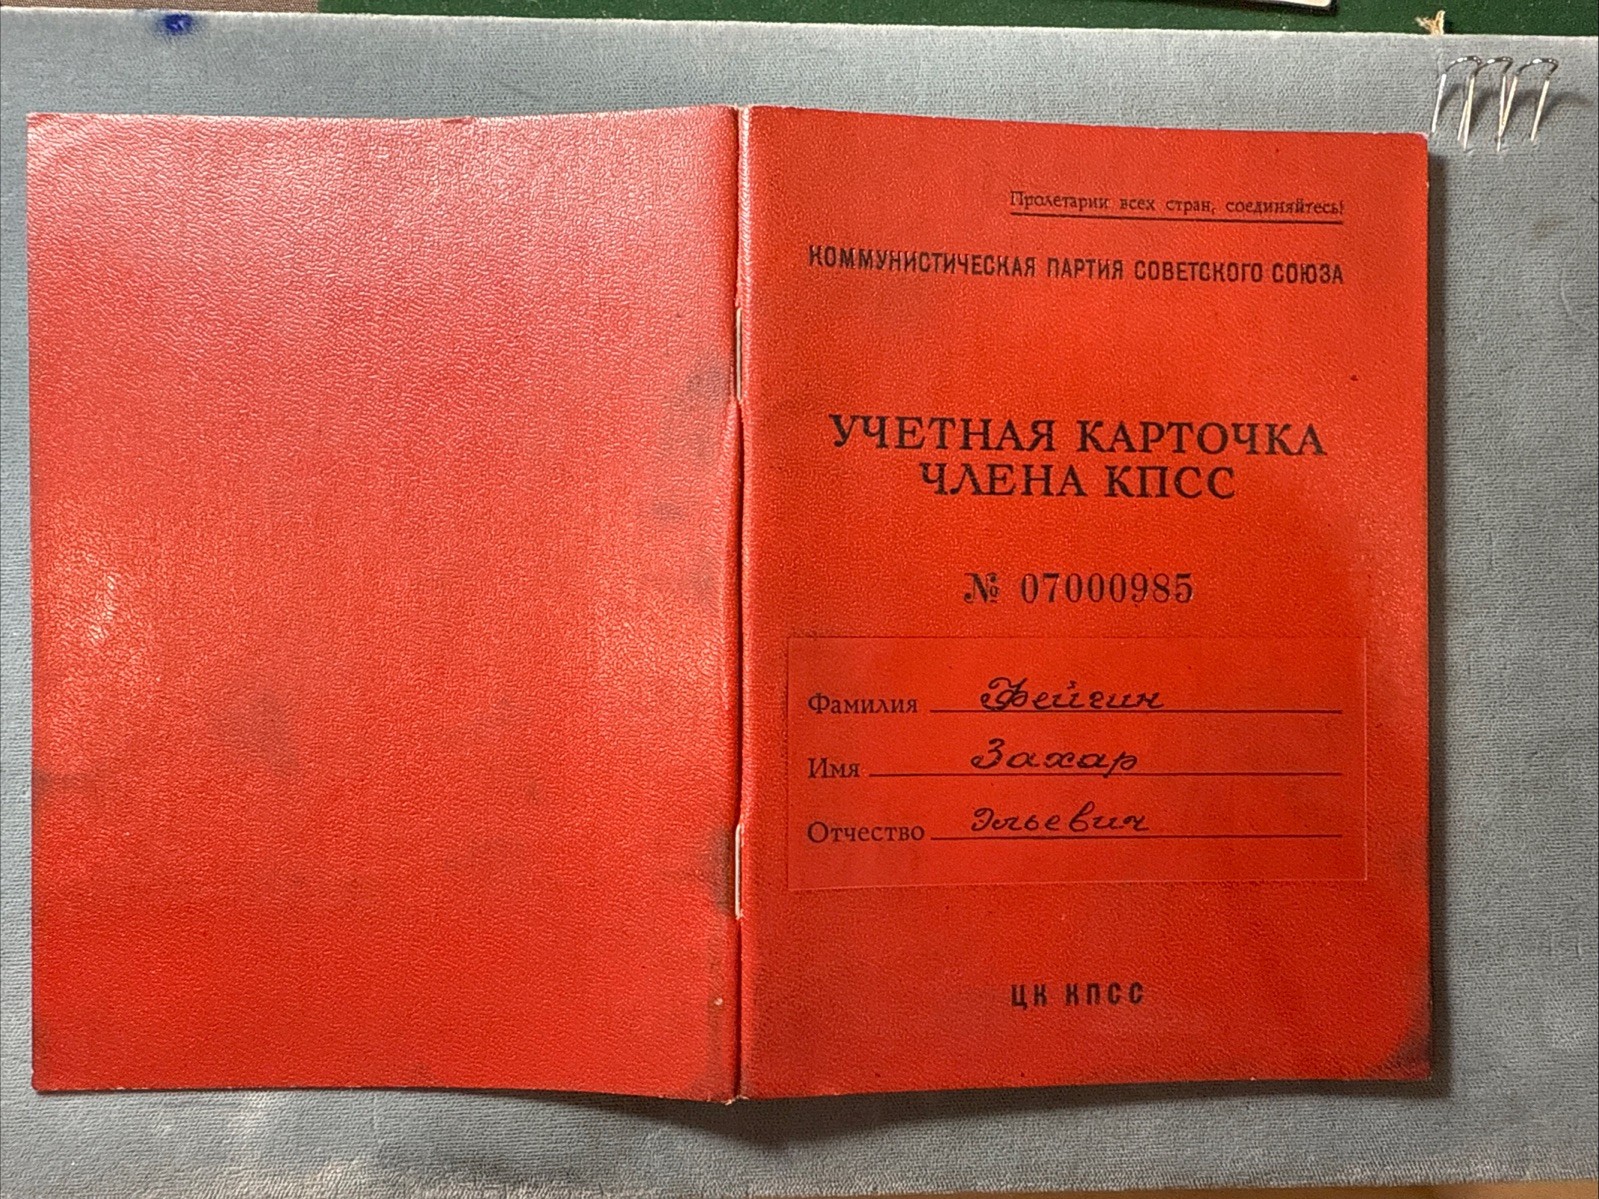 Пролетарии всех стран, соединяйтесь!
КОММУНИСТИЧЕСКАЯ ПАРТИЯ СОВЕТСКОГО СОЮЗА
УЧЕТНАЯ КАРТОЧКА
ЧЛЕНА КПСС
№ 07000985
Фамилия Фейгин
Имя Захар
Отчество Эльевич
ЦК КПСС